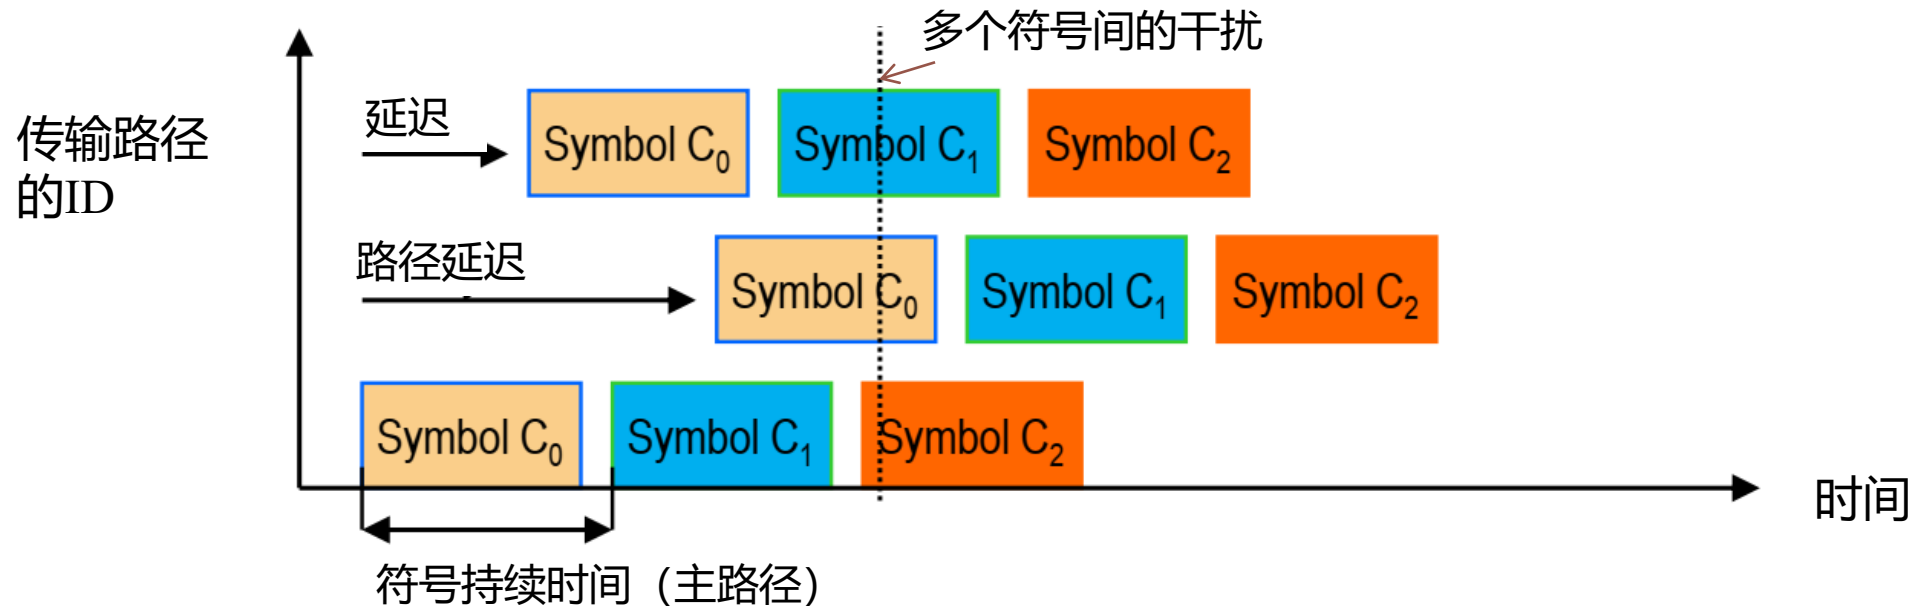 多个符号间的干扰
传输路径
的ID
延迟
Symbol C₀
Symbol C₁
Symbol C₂
路径延迟
Symbol C₀
Symbol C₁
Symbol C₂
Symbol C₀
Symbol C₁
Symbol C₂
时间
符号持续时间（主路径）